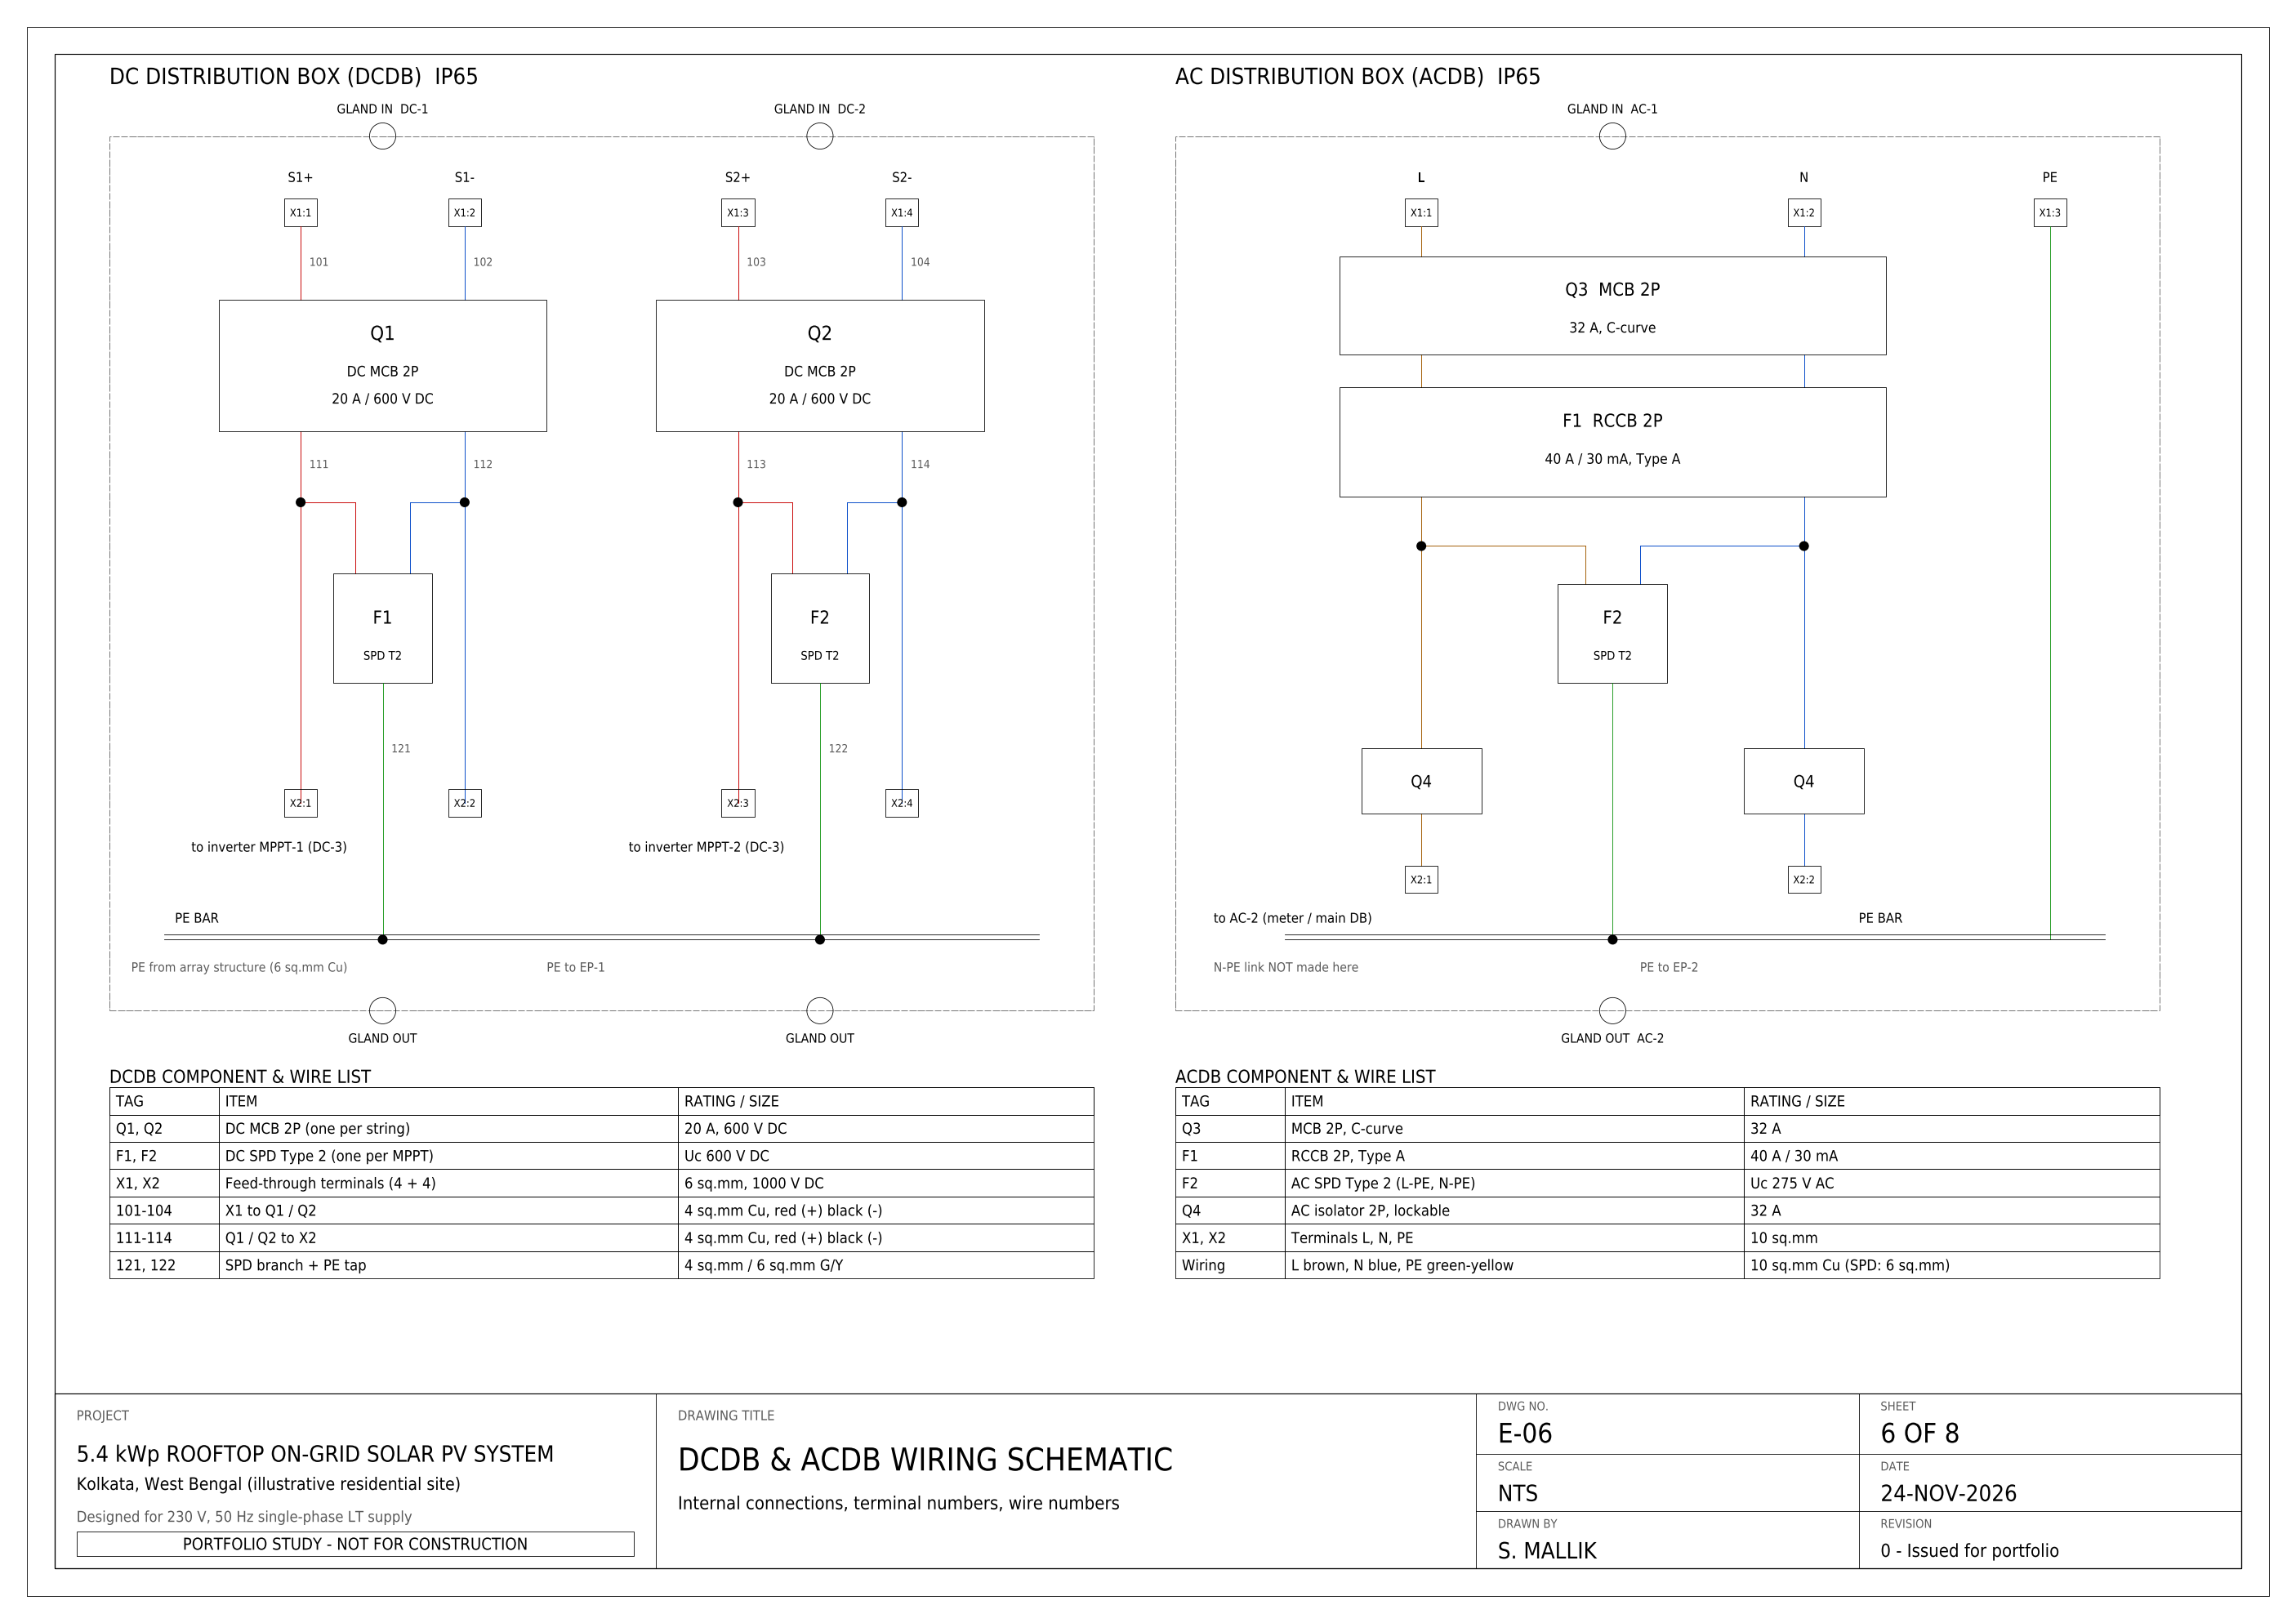 DC DISTRIBUTION BOX (DCDB)  IP65
GLAND IN  DC-1
GLAND IN  DC-2
S1+
S1-
S2+
S2-
X1:1
X1:2
X1:3
X1:4
101
102
103
104
Q1
DC MCB 2P
20 A / 600 V DC
Q2
DC MCB 2P
20 A / 600 V DC
111
112
113
114
F1
SPD T2
F2
SPD T2
121
122
X2:1
X2:2
X2:3
X2:4
to inverter MPPT-1 (DC-3)
to inverter MPPT-2 (DC-3)
PE BAR
PE from array structure (6 sq.mm Cu)
PE to EP-1
GLAND OUT
GLAND OUT
AC DISTRIBUTION BOX (ACDB)  IP65
GLAND IN  AC-1
L
N
PE
X1:1
X1:2
X1:3
Q3  MCB 2P
32 A, C-curve
F1  RCCB 2P
40 A / 30 mA, Type A
F2
SPD T2
Q4
Q4
X2:1
X2:2
to AC-2 (meter / main DB)
PE BAR
N-PE link NOT made here
PE to EP-2
GLAND OUT  AC-2
DCDB COMPONENT & WIRE LIST
TAG ITEM RATING / SIZE
Q1, Q2 DC MCB 2P (one per string) 20 A, 600 V DC
F1, F2 DC SPD Type 2 (one per MPPT) Uc 600 V DC
X1, X2 Feed-through terminals (4 + 4) 6 sq.mm, 1000 V DC
101-104 X1 to Q1 / Q2 4 sq.mm Cu, red (+) black (-)
111-114 Q1 / Q2 to X2 4 sq.mm Cu, red (+) black (-)
121, 122 SPD branch + PE tap 4 sq.mm / 6 sq.mm G/Y
ACDB COMPONENT & WIRE LIST
TAG ITEM RATING / SIZE
Q3 MCB 2P, C-curve 32 A
F1 RCCB 2P, Type A 40 A / 30 mA
F2 AC SPD Type 2 (L-PE, N-PE) Uc 275 V AC
Q4 AC isolator 2P, lockable 32 A
X1, X2 Terminals L, N, PE 10 sq.mm
Wiring L brown, N blue, PE green-yellow 10 sq.mm Cu (SPD: 6 sq.mm)
PROJECT
5.4 kWp ROOFTOP ON-GRID SOLAR PV SYSTEM
Kolkata, West Bengal (illustrative residential site)
Designed for 230 V, 50 Hz single-phase LT supply
PORTFOLIO STUDY - NOT FOR CONSTRUCTION
DRAWING TITLE
DCDB & ACDB WIRING SCHEMATIC
Internal connections, terminal numbers, wire numbers
DWG NO.
E-06
SHEET
6 OF 8
SCALE
NTS
DATE
24-NOV-2026
DRAWN BY
S. MALLIK
REVISION
0 - Issued for portfolio